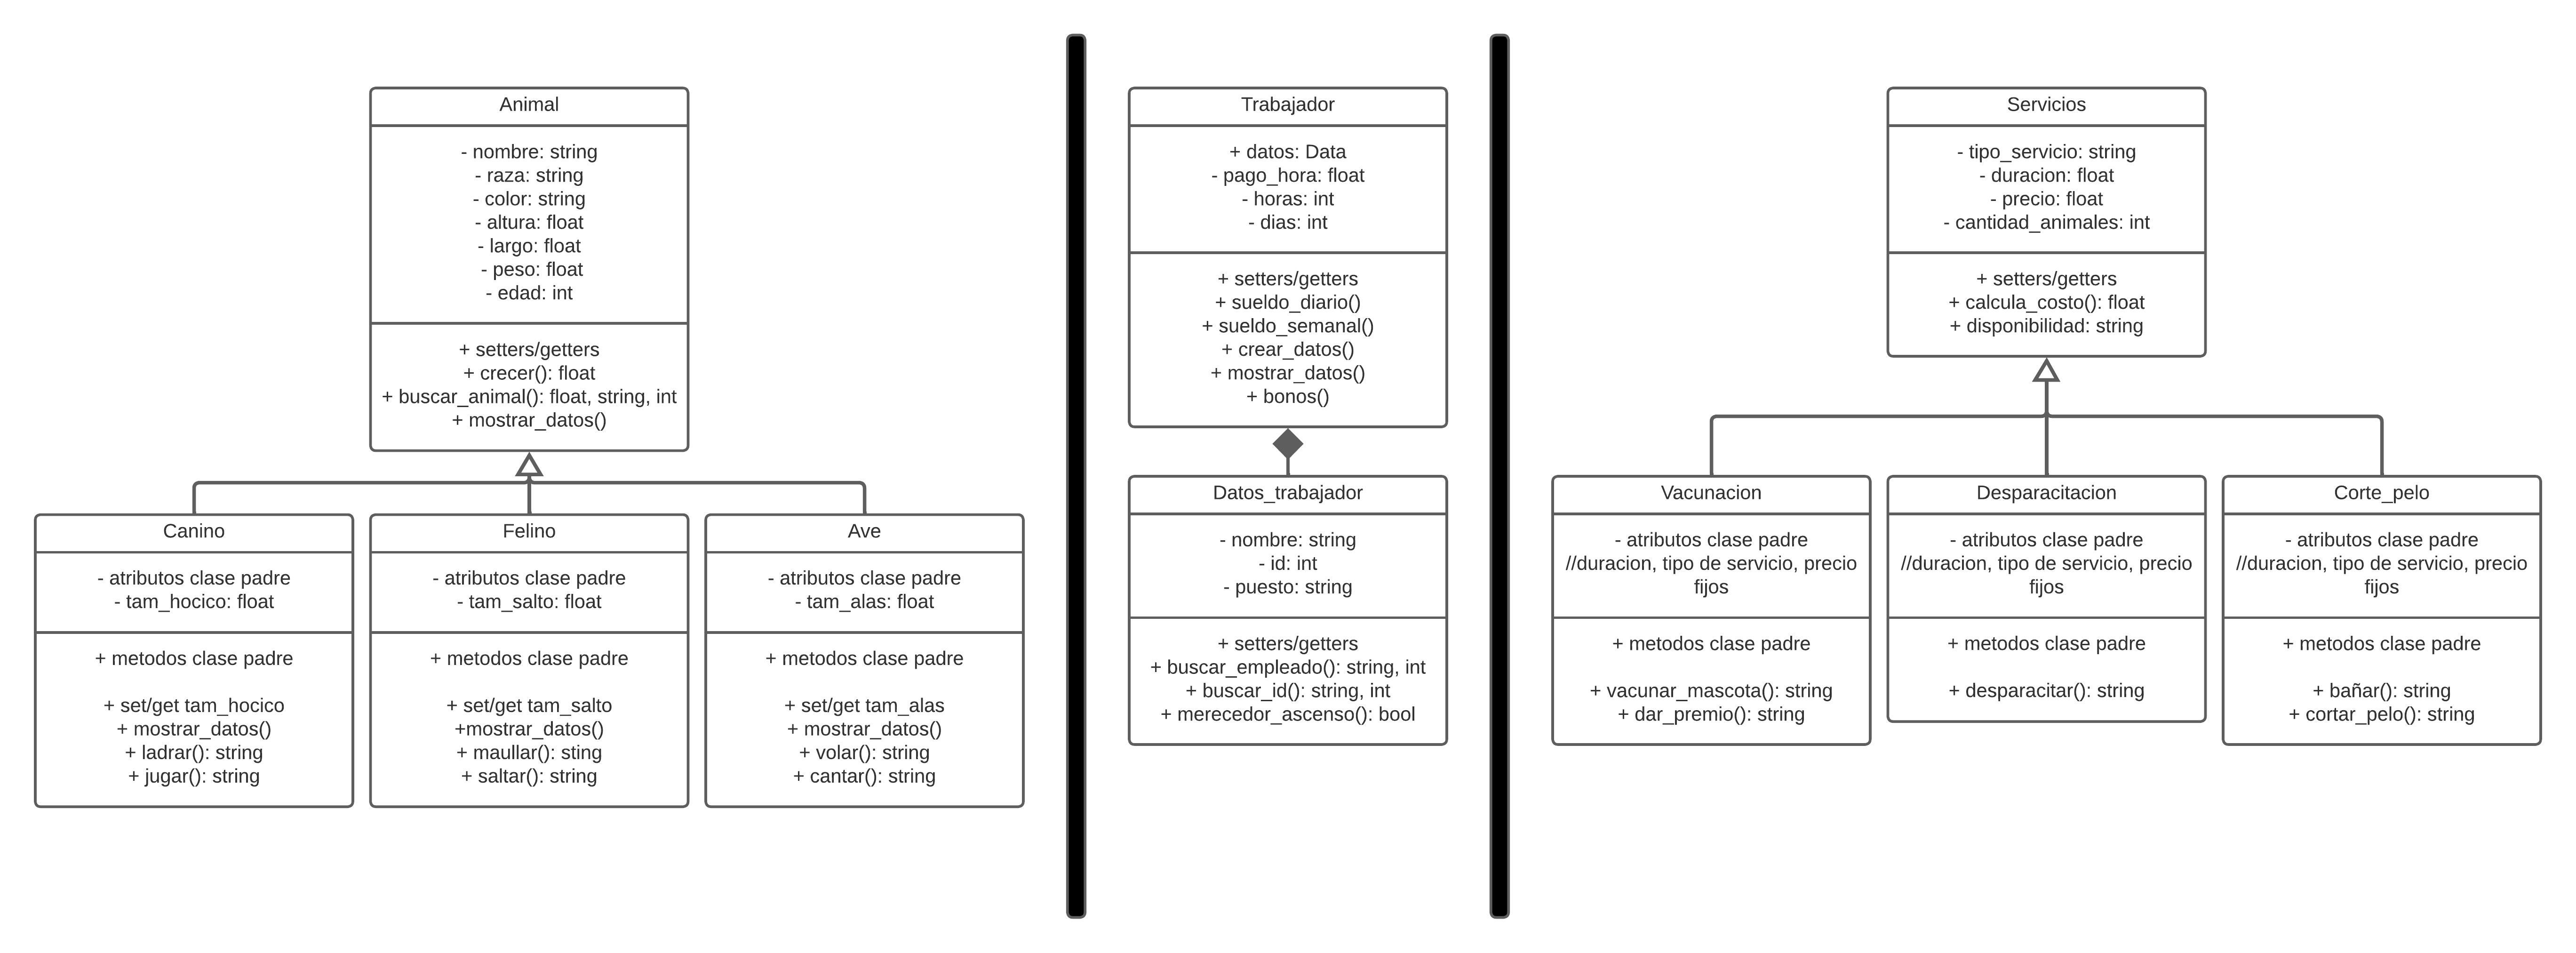 Animal
- nombre: string
- raza: string
- color: string
- altura: float
- largo: float
- peso: float
- edad: int
+ setters/getters
+ crecer(): float
+ buscar_animal(): float, string, int
+ mostrar_datos()
Canino
- atributos clase padre
- tam_hocico: float
+ metodos clase padre
+ set/get tam_hocico
+ mostrar_datos()
+ ladrar(): string
+ jugar(): string
Felino
- atributos clase padre
- tam_salto: float
+ metodos clase padre
+ set/get tam_salto
+mostrar_datos()
+ maullar(): sting
+ saltar(): string
Ave
- atributos clase padre
- tam_alas: float
+ metodos clase padre
+ set/get tam_alas
+ mostrar_datos()
+ volar(): string
+ cantar(): string
Trabajador
+ datos: Data
- pago_hora: float
- horas: int
- dias: int
+ setters/getters
+ sueldo_diario()
+ sueldo_semanal()
+ crear_datos()
+ mostrar_datos()
+ bonos()
Datos_trabajador
- nombre: string
- id: int
- puesto: string
+ setters/getters
+ buscar_empleado(): string, int
+ buscar_id(): string, int
+ merecedor_ascenso(): bool
Servicios
- tipo_servicio: string
- duracion: float
- precio: float
- cantidad_animales: int
+ setters/getters
+ calcula_costo(): float
+ disponibilidad: string
Vacunacion
- atributos clase padre
//duracion, tipo de servicio, precio
fijos
+ metodos clase padre
+ vacunar_mascota(): string
+ dar_premio(): string
Desparacitacion
- atributos clase padre
//duracion, tipo de servicio, precio
fijos
+ metodos clase padre
+ desparacitar(): string
Corte_pelo
- atributos clase padre
//duracion, tipo de servicio, precio
fijos
+ metodos clase padre
+ bañar(): string
+ cortar_pelo(): string